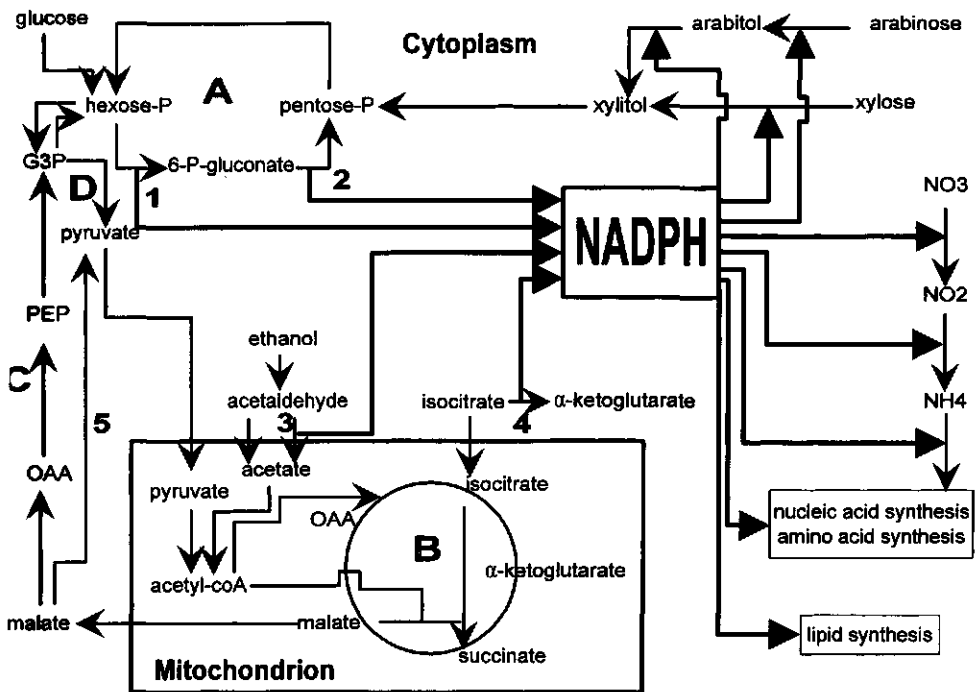 glucose
Cytoplasm
arabitol
arabinose
hexose-P
A
pentose-P
xylitol
xylose
G3P
6-P-gluconate
D
1
2
pyruvate
NADPH
NO3
PEP
NO2
ethanol
C
5
acetaldehyde
3
isocitrate
4
α-ketoglutarate
NH4
OAA
pyruvate
acetate
isocitrate
OAA
B
nucleic acid synthesis
amino acid synthesis
acetyl-coA
α-ketoglutarate
malate
malate
succinate
lipid synthesis
Mitochondrion